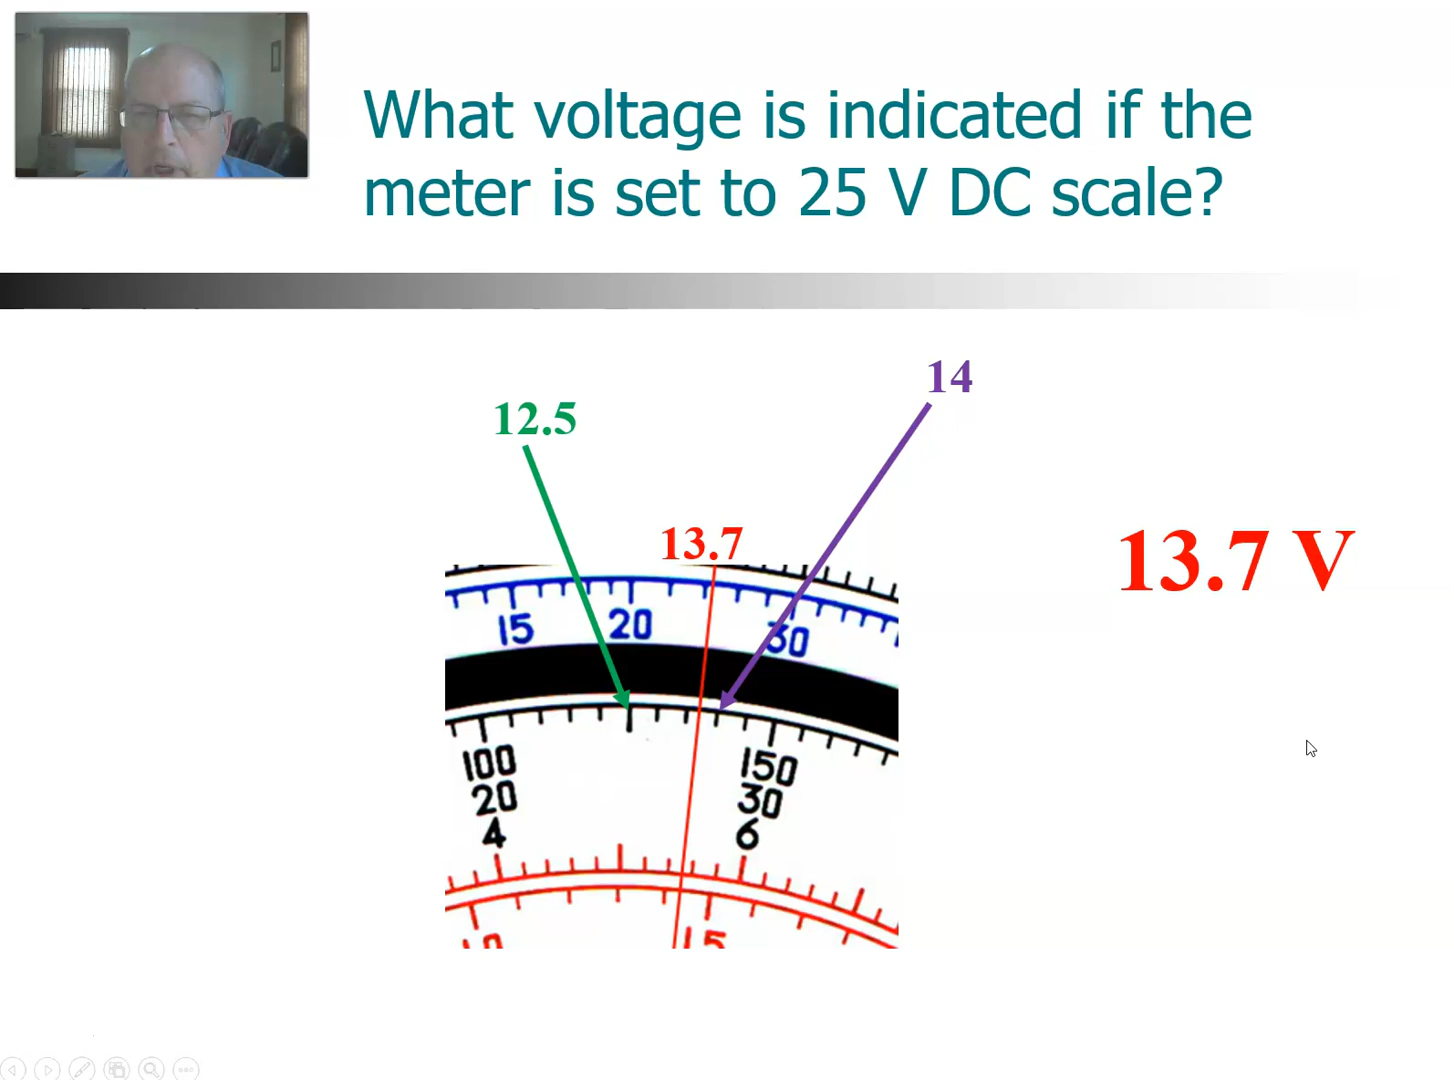 What voltage is indicated if the
meter is set to 25 V DC scale?
14
12.5
13.7
13.7 V
15 20 30
100 150
20 30
4 6
15